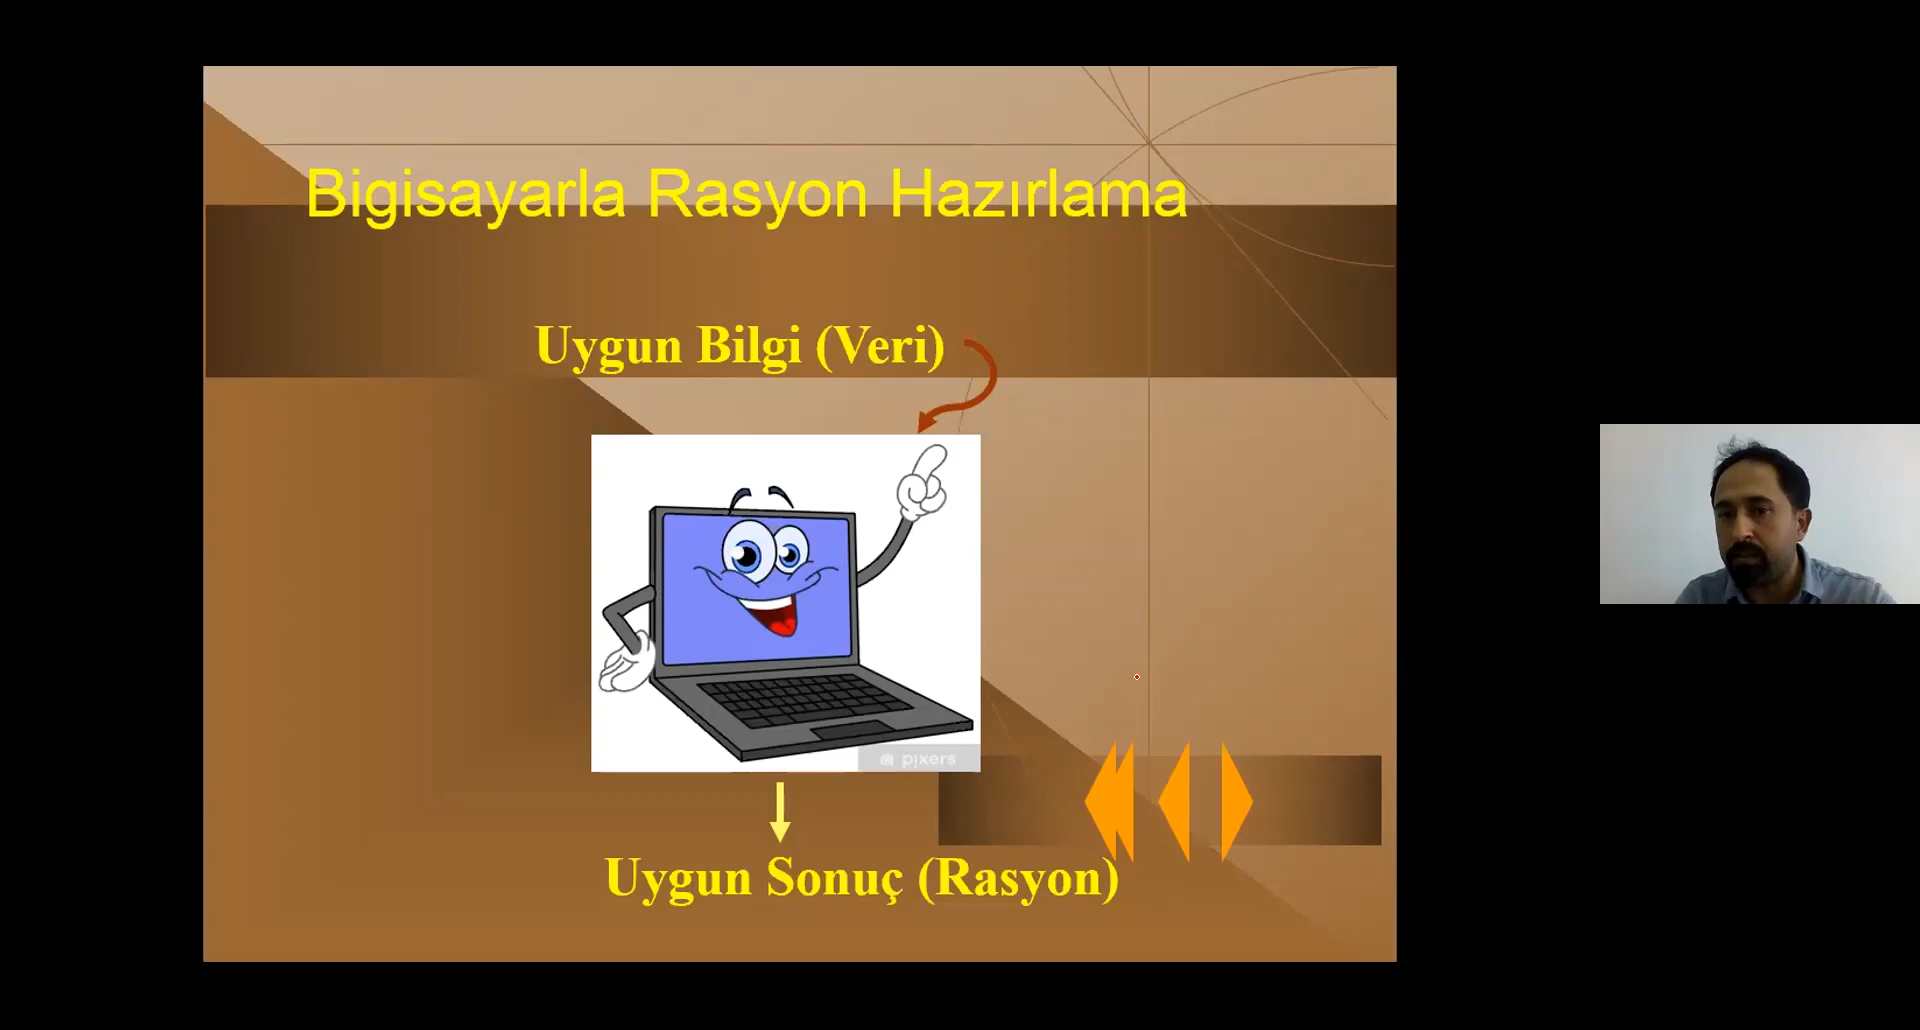 Bigisayarla Rasyon Hazırlama
Uygun Bilgi (Veri)
pixers
Uygun Sonuç (Rasyon)